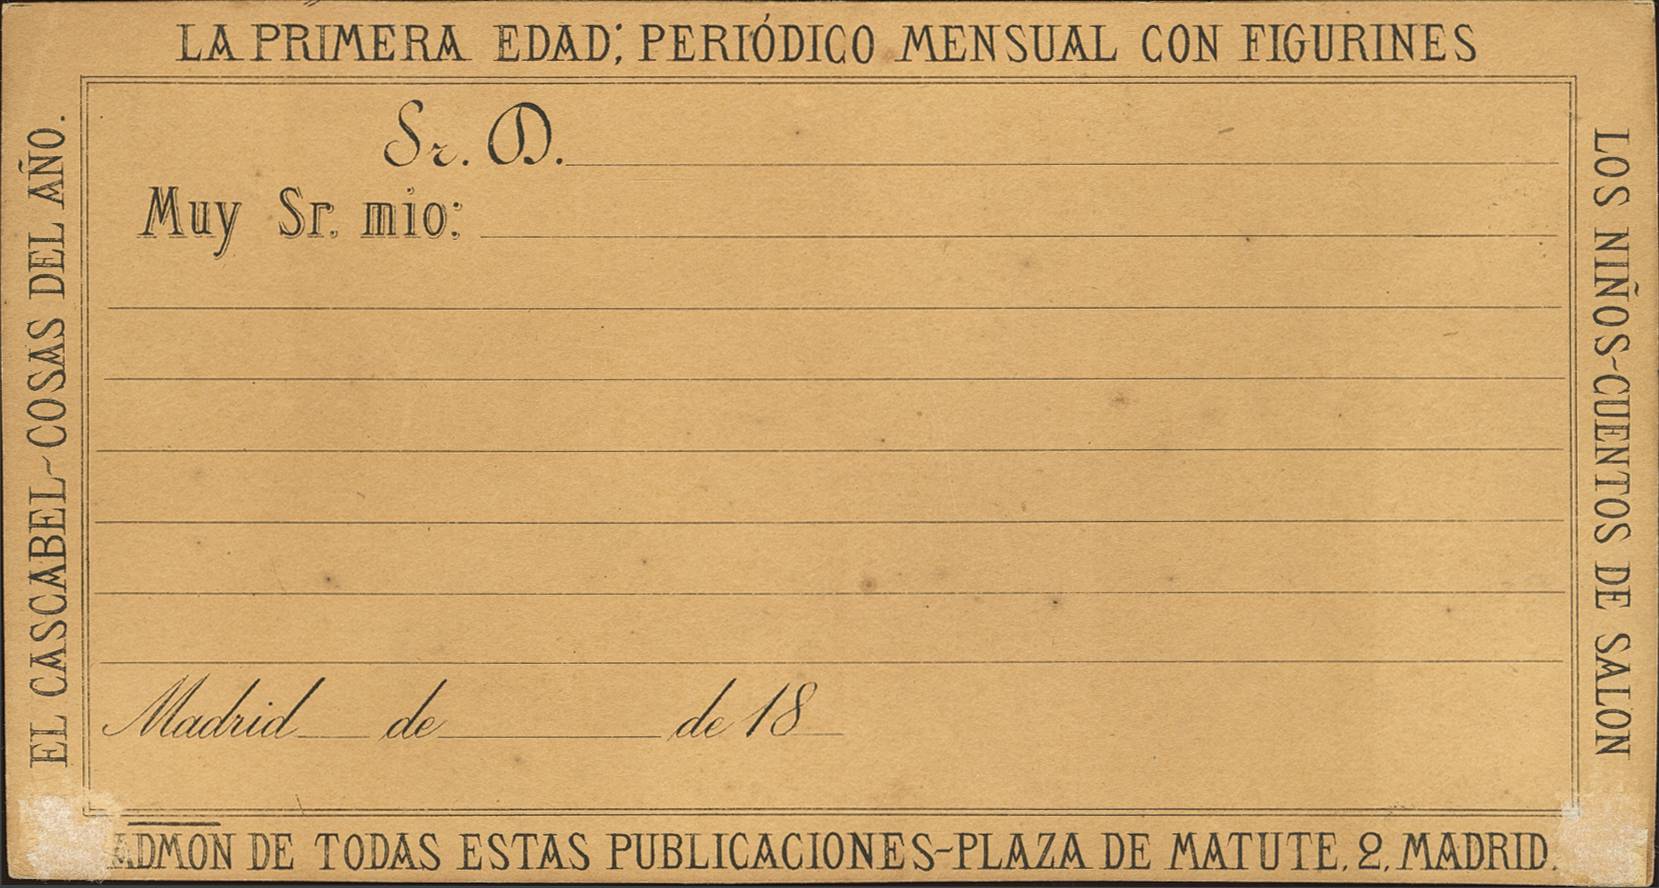 LA PRIMERA EDAD; PERIÓDICO MENSUAL CON FIGURINES
EL CASCABEL-COSAS DEL AÑO.
Sr. D.
Muy Sr. mio:
Madrid de de 18
LOS NIÑOS-CUENTOS DE SALON
ADMON DE TODAS ESTAS PUBLICACIONES-PLAZA DE MATUTE, 2, MADRID.